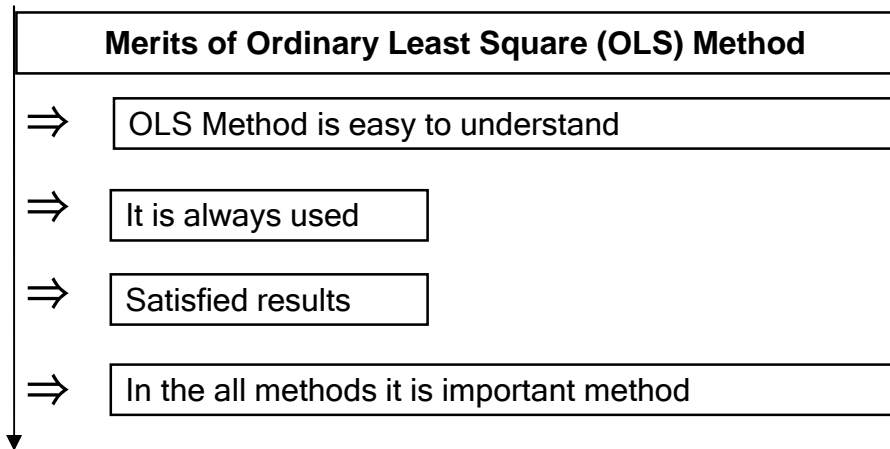 Merits of Ordinary Least Square (OLS) Method
⇒ OLS Method is easy to understand
⇒ It is always used
⇒ Satisfied results
⇒ In the all methods it is important method